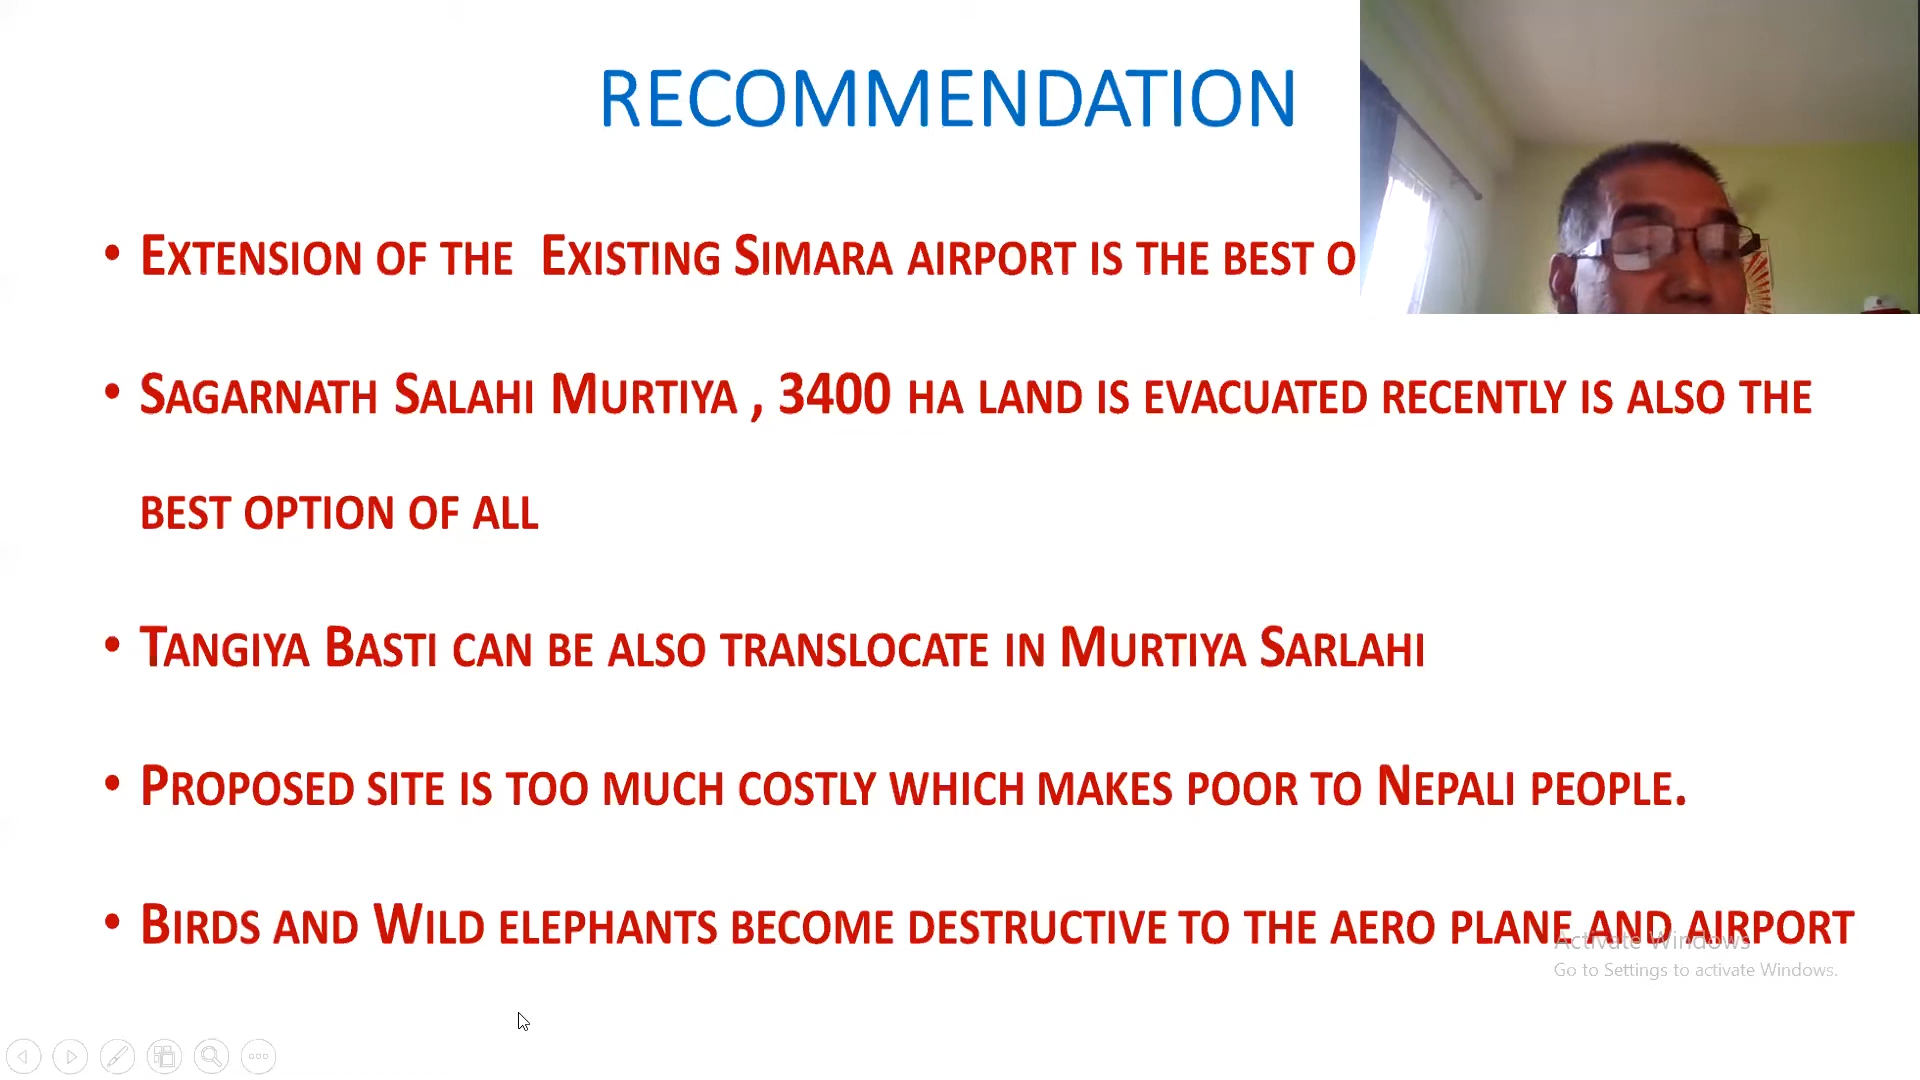 RECOMMENDATION
• EXTENSION OF THE EXISTING SIMARA AIRPORT IS THE BEST
• SAGARNATH SALAHI MURTIYA , 3400 HA LAND IS EVACUATED RECENTLY IS ALSO THE
BEST OPTION OF ALL
• TANGIYA BASTI CAN BE ALSO TRANSLOCATE IN MURTIYA SARLAHI
• PROPOSED SITE IS TOO MUCH COSTLY WHICH MAKES POOR TO NEPALI PEOPLE.
• BIRDS AND WILD ELEPHANTS BECOME DESTRUCTIVE TO THE AERO PLANE AND AIRPORT
Activate Windows
Go to Settings to activate Windows.